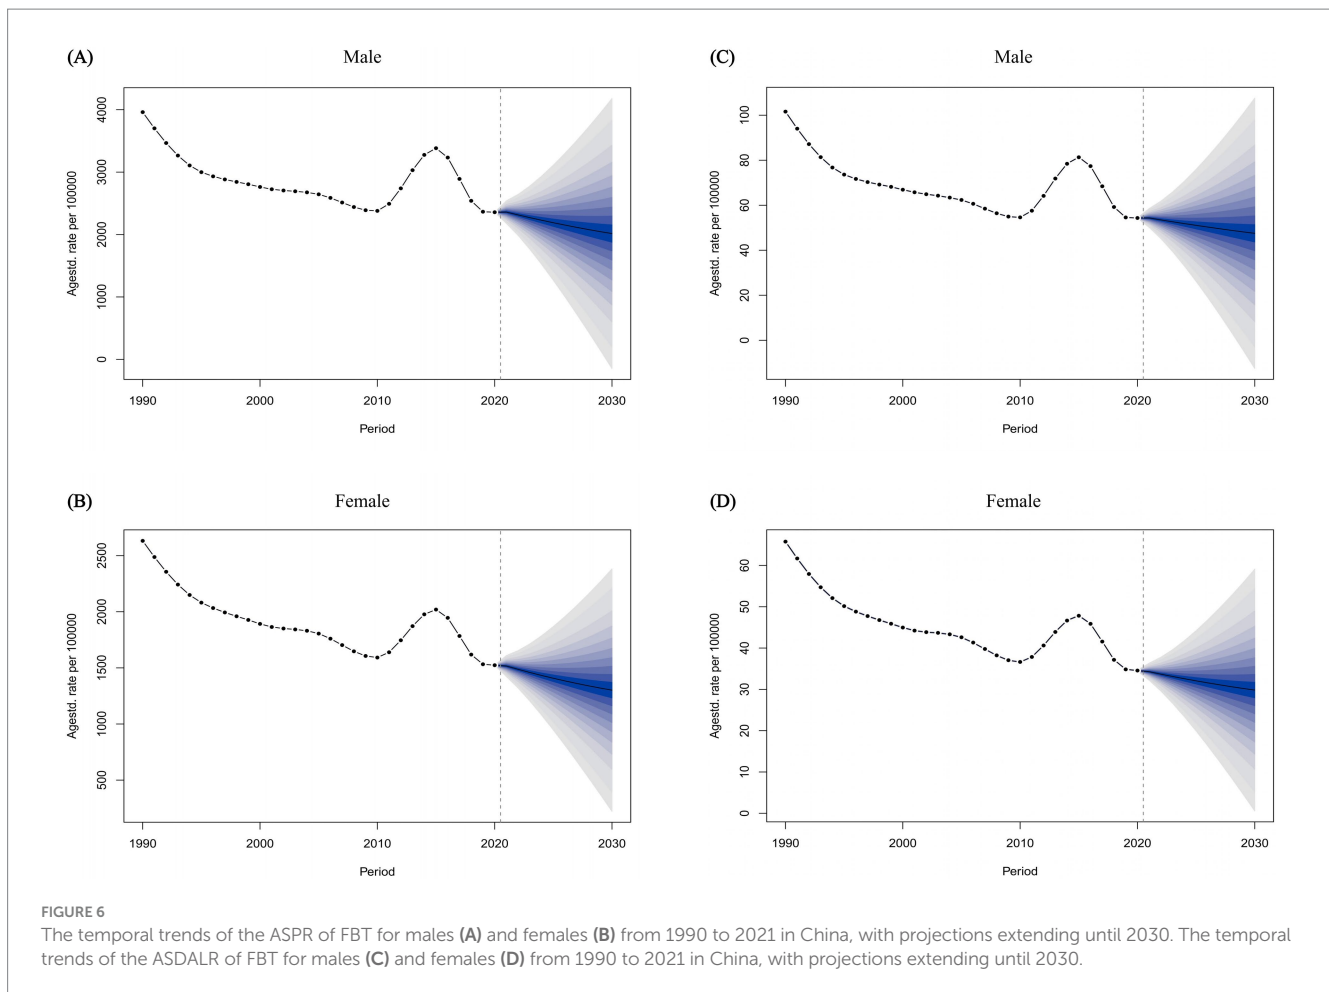 (A)
Male
Agestd. rate per 100000
4000
3000
2000
1000
0
1990 2000 2010 2020 2030
Period
(C)
Male
Agestd. rate per 100000
100
80
60
40
20
0
1990 2000 2010 2020 2030
Period
(B)
Female
Agestd. rate per 100000
2500
2000
1500
1000
500
1990 2000 2010 2020 2030
Period
(D)
Female
Agestd. rate per 100000
60
50
40
30
20
10
0
1990 2000 2010 2020 2030
Period
FIGURE 6
The temporal trends of the ASPR of FBT for males (A) and females (B) from 1990 to 2021 in China, with projections extending until 2030. The temporal
trends of the ASDALR of FBT for males (C) and females (D) from 1990 to 2021 in China, with projections extending until 2030.